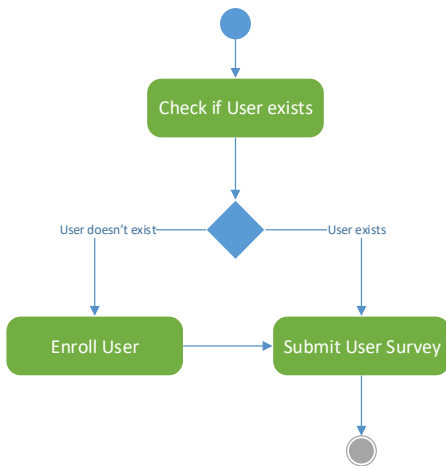 Check if User exists
User doesn't exist
User exists
Enroll User
Submit User Survey